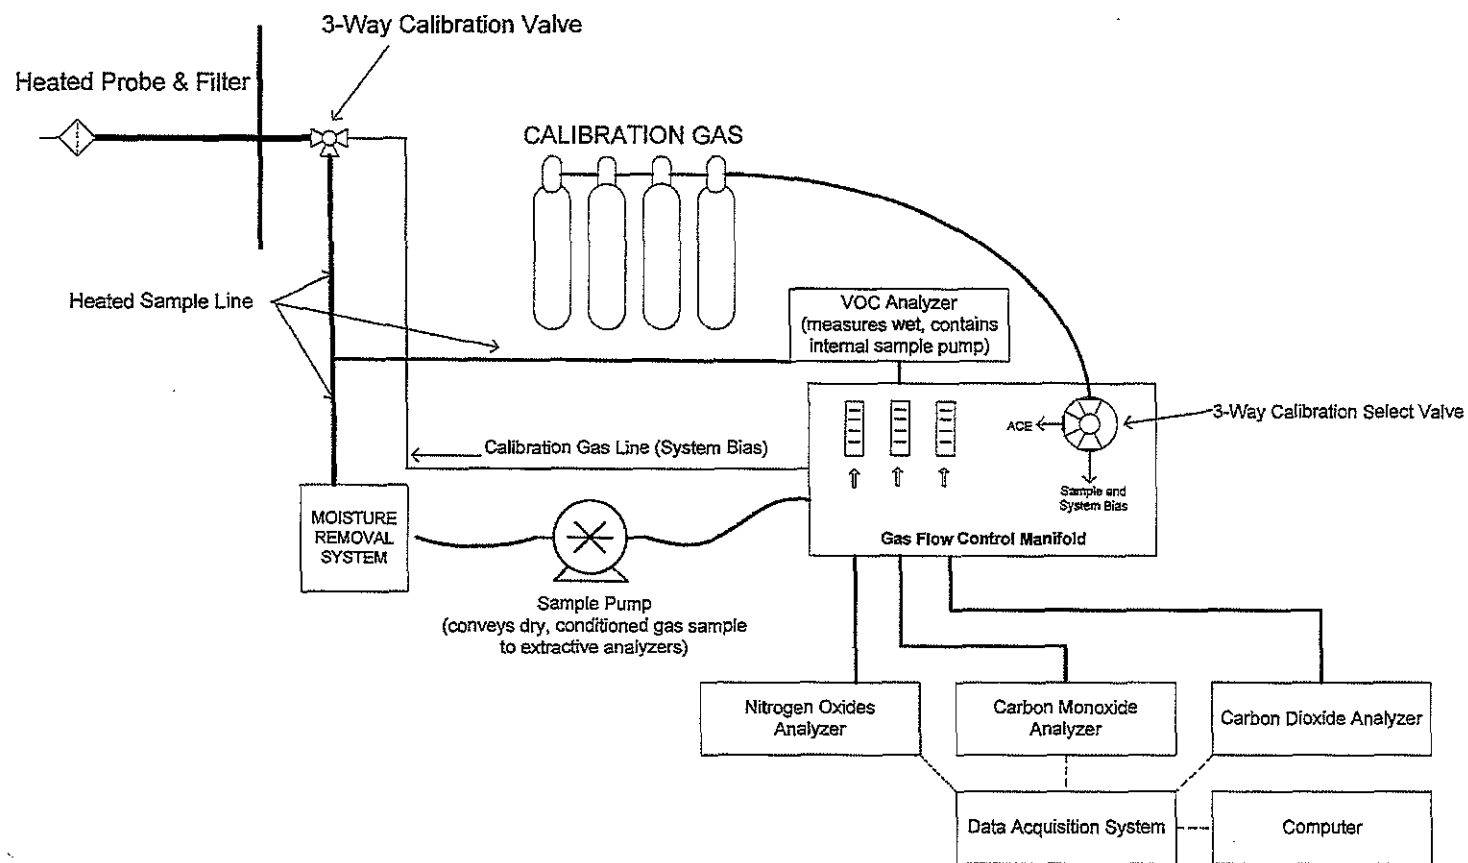 3-Way Calibration Valve
Heated Probe & Filter
CALIBRATION GAS
Heated Sample Line
VOC Analyzer
(measures wet, contains
internal sample pump)
ACE
3-Way Calibration Select Valve
Calibration Gas Line (System Bias)
Sample and
System Bias
MOISTURE
REMOVAL
SYSTEM
Gas Flow Control Manifold
Sample Pump
(conveys dry, conditioned gas sample
to extractive analyzers)
Nitrogen Oxides
Analyzer
Carbon Monoxide
Analyzer
Carbon Dioxide Analyzer
Data Acquisition System
Computer